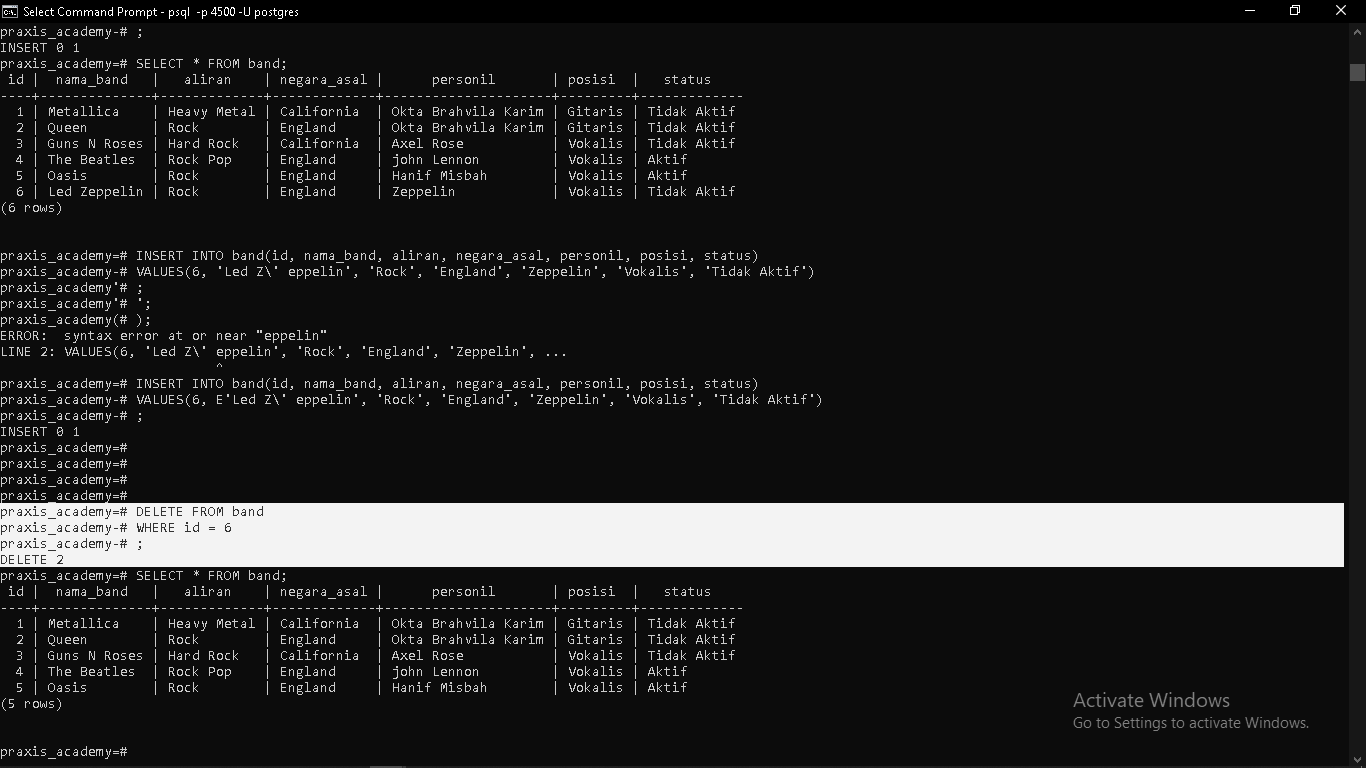 Select Command Prompt - psql -p 4500 -U postgres
praxis_academy-# ;
INSERT 0 1
praxis_academy=# SELECT * FROM band;
 id |  nama_band  |   aliran    | negara_asal |      personil       | posisi  |   status
----+-------------+-------------+-------------+---------------------+---------+-------------
  1 | Metallica   | Heavy Metal | California  | Okta Brahvila Karim | Gitaris | Tidak Aktif
  2 | Queen       | Rock        | England     | Okta Brahvila Karim | Gitaris | Tidak Aktif
  3 | Guns N Roses | Hard Rock   | California  | Axel Rose           | Vokalis | Tidak Aktif
  4 | The Beatles | Rock Pop    | England     | john Lennon         | Vokalis | Aktif
  5 | Oasis       | Rock        | England     | Hanif Misbah        | Vokalis | Aktif
  6 | Led Zeppelin | Rock        | England     | Zeppelin            | Vokalis | Tidak Aktif
(6 rows)
praxis_academy=# INSERT INTO band(id, nama_band, aliran, negara_asal, personil, posisi, status)
praxis_academy-# VALUES(6, 'Led Z\' eppelin', 'Rock', 'England', 'Zeppelin', 'Vokalis', 'Tidak Aktif')
praxis_academy'# ;
praxis_academy'# ';
praxis_academy(# );
ERROR:  syntax error at or near "eppelin"
LINE 2: VALUES(6, 'Led Z\' eppelin', 'Rock', 'England', 'Zeppelin', ...
                           ^
praxis_academy=# INSERT INTO band(id, nama_band, aliran, negara_asal, personil, posisi, status)
praxis_academy-# VALUES(6, E'Led Z\' eppelin', 'Rock', 'England', 'Zeppelin', 'Vokalis', 'Tidak Aktif')
praxis_academy-# ;
INSERT 0 1
praxis_academy=#
praxis_academy=#
praxis_academy=#
praxis_academy=#
praxis_academy=# DELETE FROM band
praxis_academy-# WHERE id = 6
praxis_academy-# ;
DELETE 2
praxis_academy=# SELECT * FROM band;
 id |  nama_band  |   aliran    | negara_asal |      personil       | posisi  |   status
----+-------------+-------------+-------------+---------------------+---------+-------------
  1 | Metallica   | Heavy Metal | California  | Okta Brahvila Karim | Gitaris | Tidak Aktif
  2 | Queen       | Rock        | England     | Okta Brahvila Karim | Gitaris | Tidak Aktif
  3 | Guns N Roses | Hard Rock   | California  | Axel Rose           | Vokalis | Tidak Aktif
  4 | The Beatles | Rock Pop    | England     | john Lennon         | Vokalis | Aktif
  5 | Oasis       | Rock        | England     | Hanif Misbah        | Vokalis | Aktif
(5 rows)
Activate Windows
Go to Settings to activate Windows.
praxis_academy=#